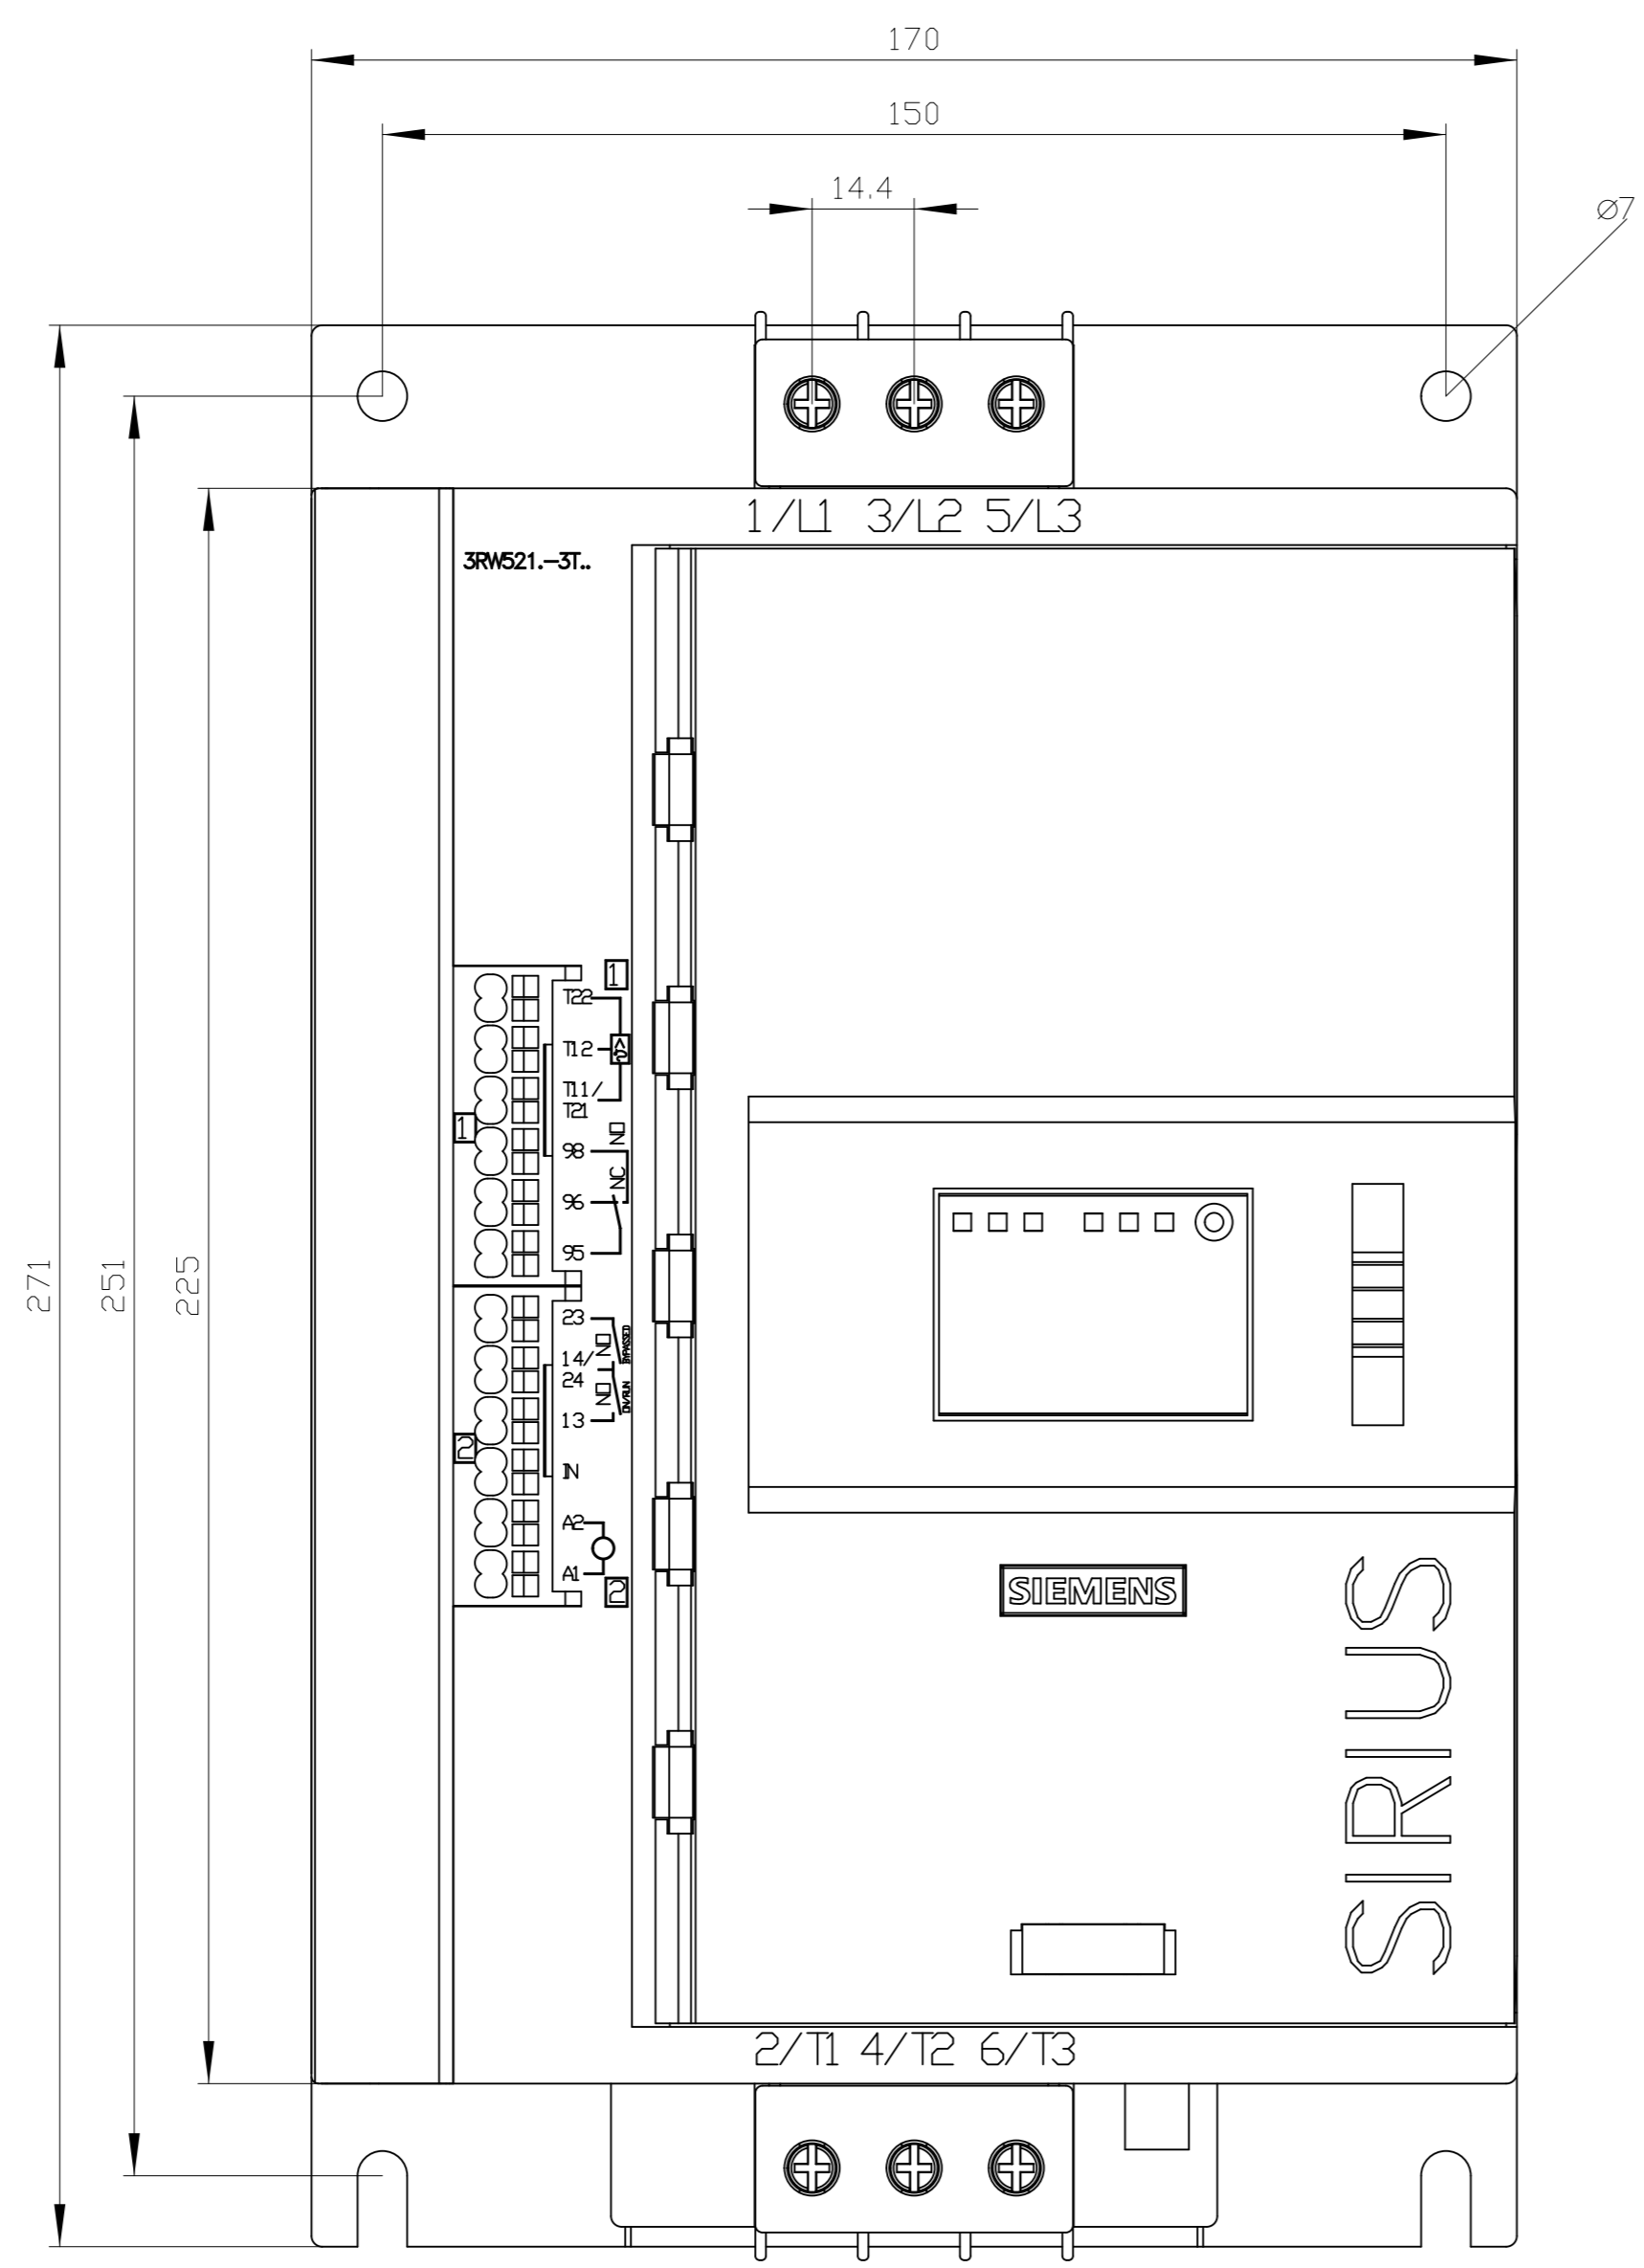 170
150
14.4
Ø7
1/L1 3/L2 5/L3
3RW521.-3T..
1
T22
T12
T11/
T21
1
NO
98
NC
96
95
271
251
225
23
BYPASSED
14/
NO
24
NO
ON/RUN
13
2
IN
A2
A1
2
SIEMENS
SIRIUS
2/T1 4/T2 6/T3